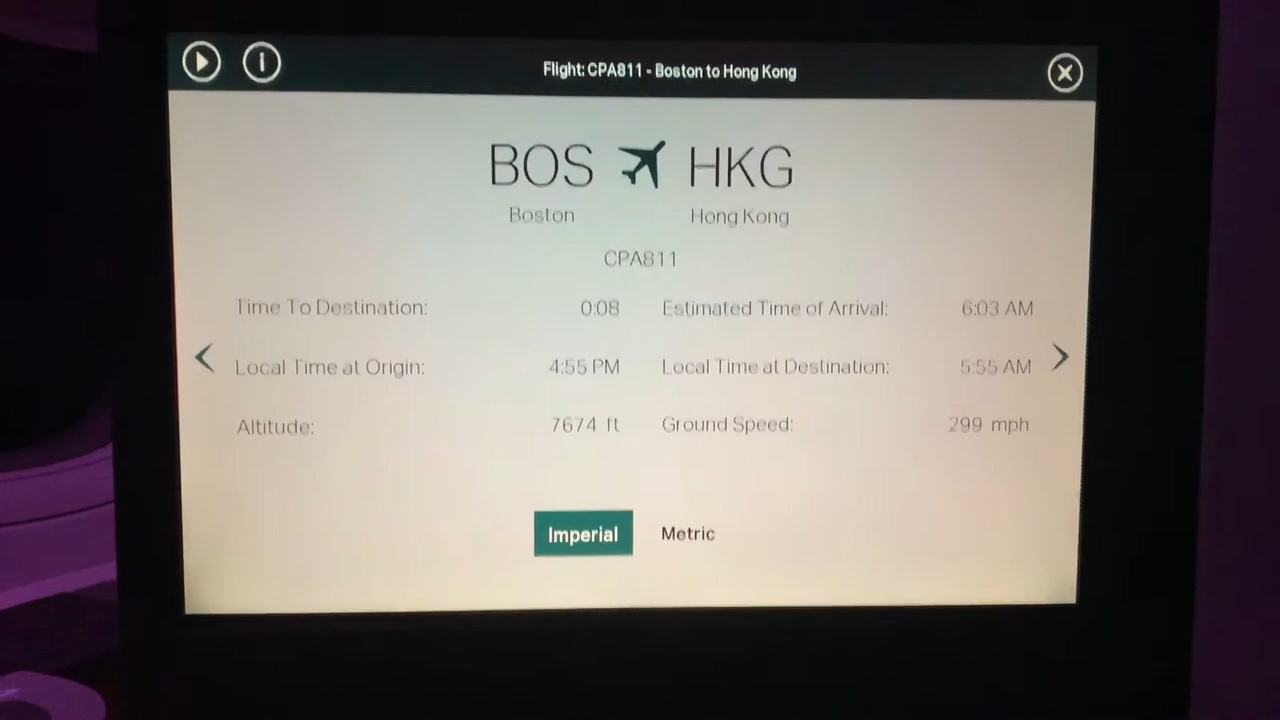 Flight: CPA811 - Boston to Hong Kong
BOS HKG
Boston Hong Kong
CPA811
Time To Destination: 0:08 Estimated Time of Arrival: 6:03 AM
Local Time at Origin: 4:55 PM Local Time at Destination: 5:55 AM
Altitude: 7674 ft Ground Speed: 299 mph
Imperial Metric